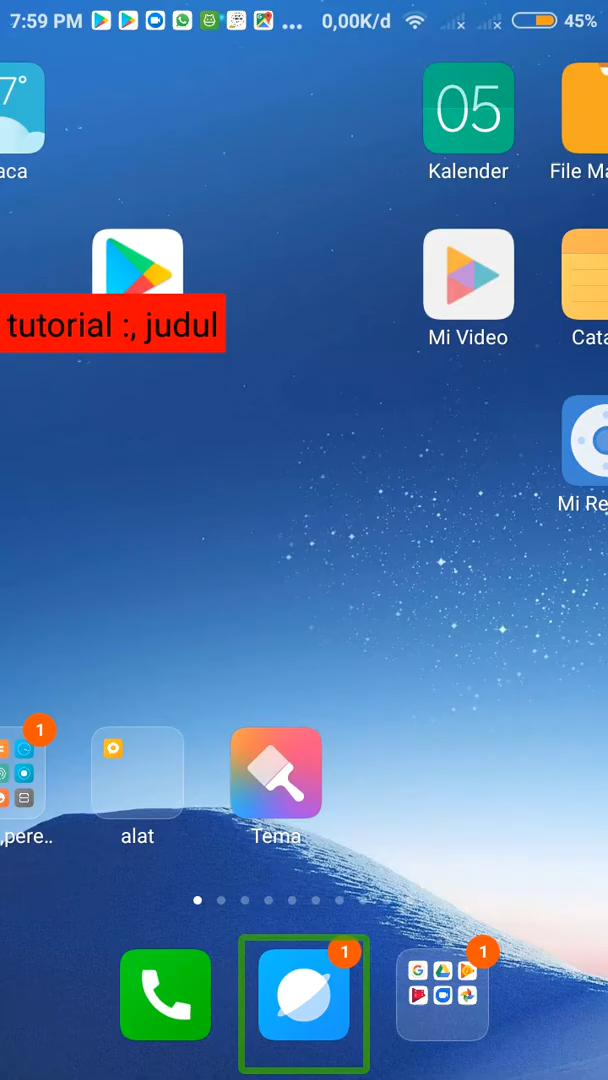 7:59 PM ... 0,00K/d 45%
7°
05
aca
Kalender
File Ma
tutorial :, judul
Mi Video
Cata
Mi Re
1
,pere..
alat
Tema
1
1